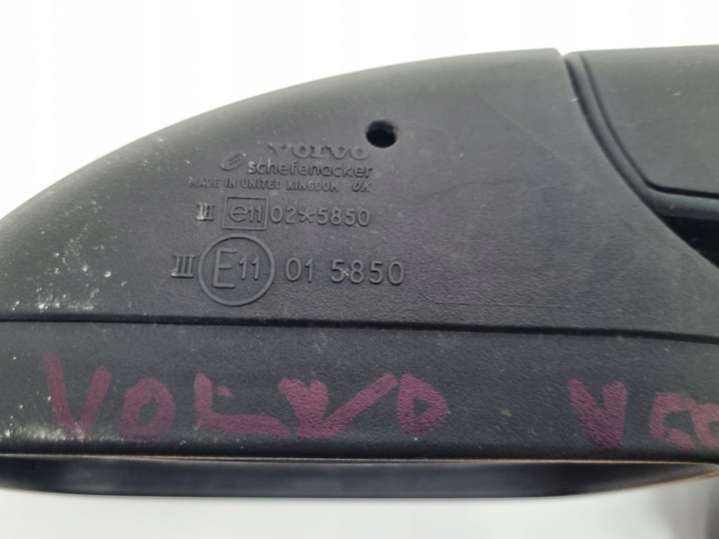 VOLVO
schefenacker
MADE IN UNITED KINGDOM UK
II e11 02*5850
III E11 01 5850
VOLVO